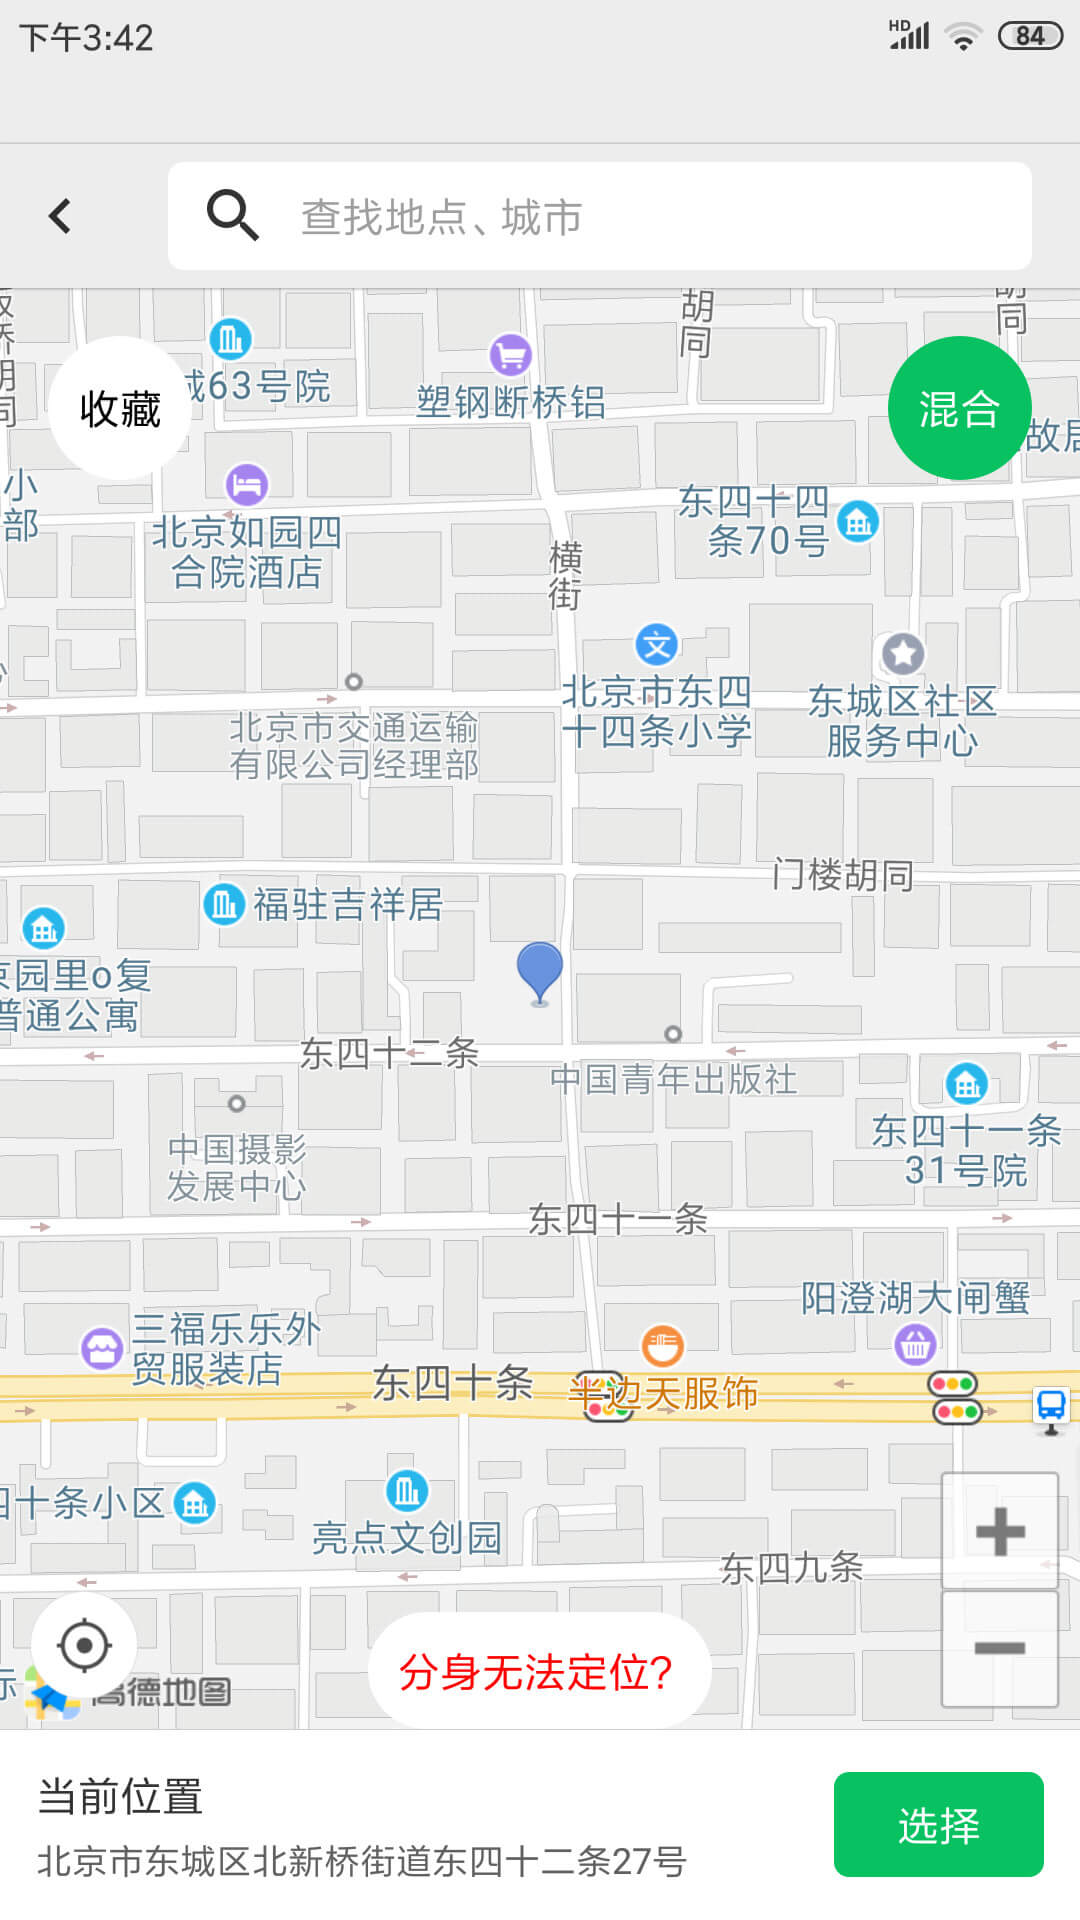 下午3:42
HD
84
查找地点、城市
胡同
胡同
收藏
城63号院
塑钢断桥铝
混合
故居
小
部
北京如园四
合院酒店
东四十四
条70号
横街
北京市东四
十四条小学
东城区社区
服务中心
北京市交通运输
有限公司经理部
门楼胡同
福驻吉祥居
京园里o复
普通公寓
东四十二条
中国青年出版社
中国摄影
发展中心
东四十一条
31号院
东四十一条
阳澄湖大闸蟹
三福乐乐外
贸服装店
东四十条
半边天服饰
四十条小区
亮点文创园
东四九条
分身无法定位?
高德地图
当前位置
北京市东城区北新桥街道东四十二条27号
选择